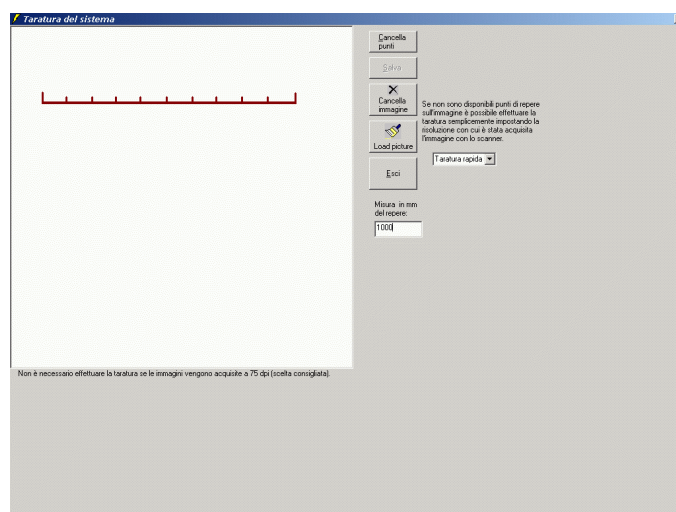 Taratura del sistema
Cancella
punti
Salva
Cancella
immagine
Load picture
Esci
Se non sono disponibili punti di repere
sull'immagine è possibile effettuare la
taratura semplicemente impostando la
risoluzione con cui è stata acquisita
l'immagine con lo scanner.
Taratura rapida
Misura in mm
del repere:
1000
Non è necessario effettuare la taratura se le immagini vengono acquisite a 75 dpi (scelta consigliata).